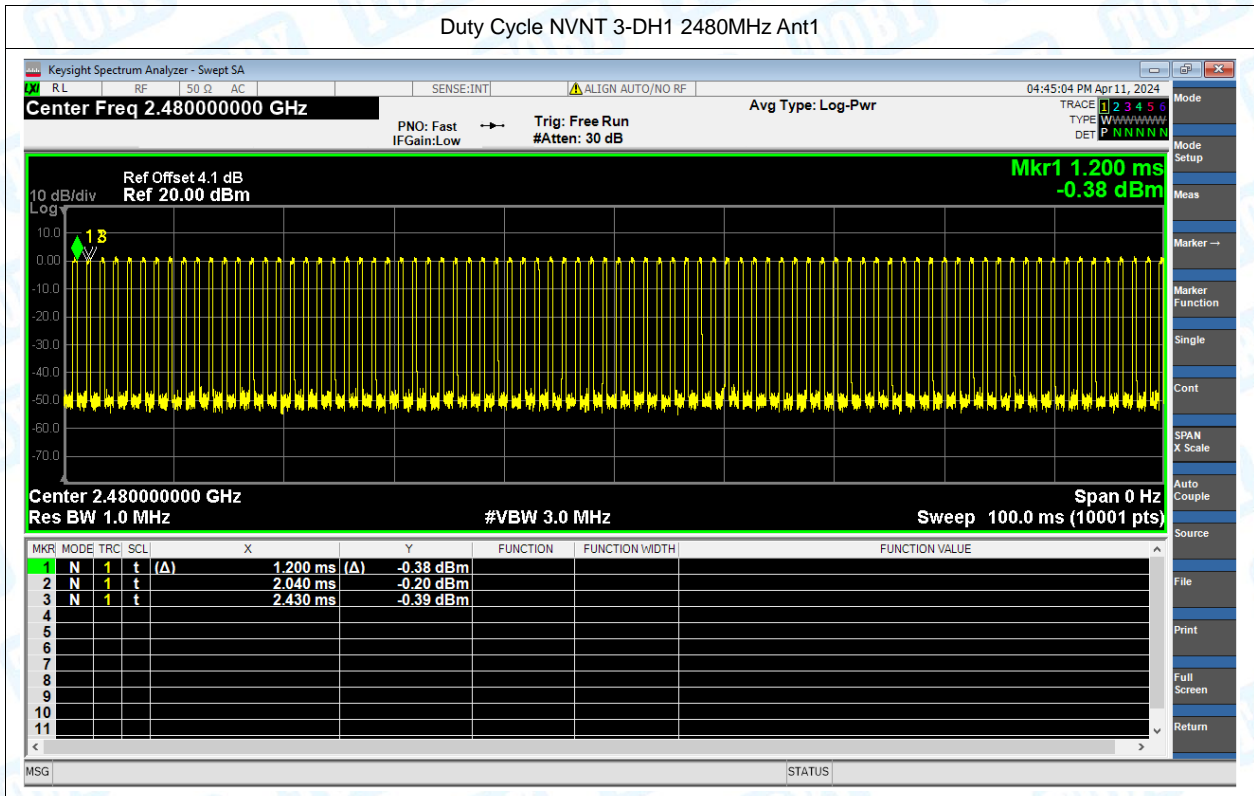 Duty Cycle NVNT 3-DH1 2480MHz Ant1
Keysight Spectrum Analyzer - Swept SA
LXI RL RF 50 Ω AC SENSE:INT ALIGN AUTO/NO RF 04:45:04 PM Apr 11, 2024
Center Freq 2.480000000 GHz
PNO: Fast
IFGain:Low
Trig: Free Run
#Atten: 30 dB
Avg Type: Log-Pwr
TRACE 1 2 3 4 5 6
TYPE WWWWWWW
DET P N N N N N
Mkr1 1.200 ms
-0.38 dBm
Ref Offset 4.1 dB
10 dB/div Ref 20.00 dBm
Log
10.0
0.00
-10.0
-20.0
-30.0
-40.0
-50.0
-60.0
-70.0
1 2 3
Center 2.480000000 GHz Span 0 Hz
Res BW 1.0 MHz #VBW 3.0 MHz Sweep 100.0 ms (10001 pts)
MKR MODE TRC SCL X Y FUNCTION FUNCTION WIDTH FUNCTION VALUE
1 N 1 t (Δ) 1.200 ms (Δ) -0.38 dBm
2 N 1 t 2.040 ms -0.20 dBm
3 N 1 t 2.430 ms -0.39 dBm
4
5
6
7
8
9
10
11
MSG STATUS
Mode
Mode
Setup
Meas
Marker →
Marker
Function
Single
Cont
SPAN
X Scale
Auto
Couple
Source
File
Print
Full
Screen
Return
TOBY